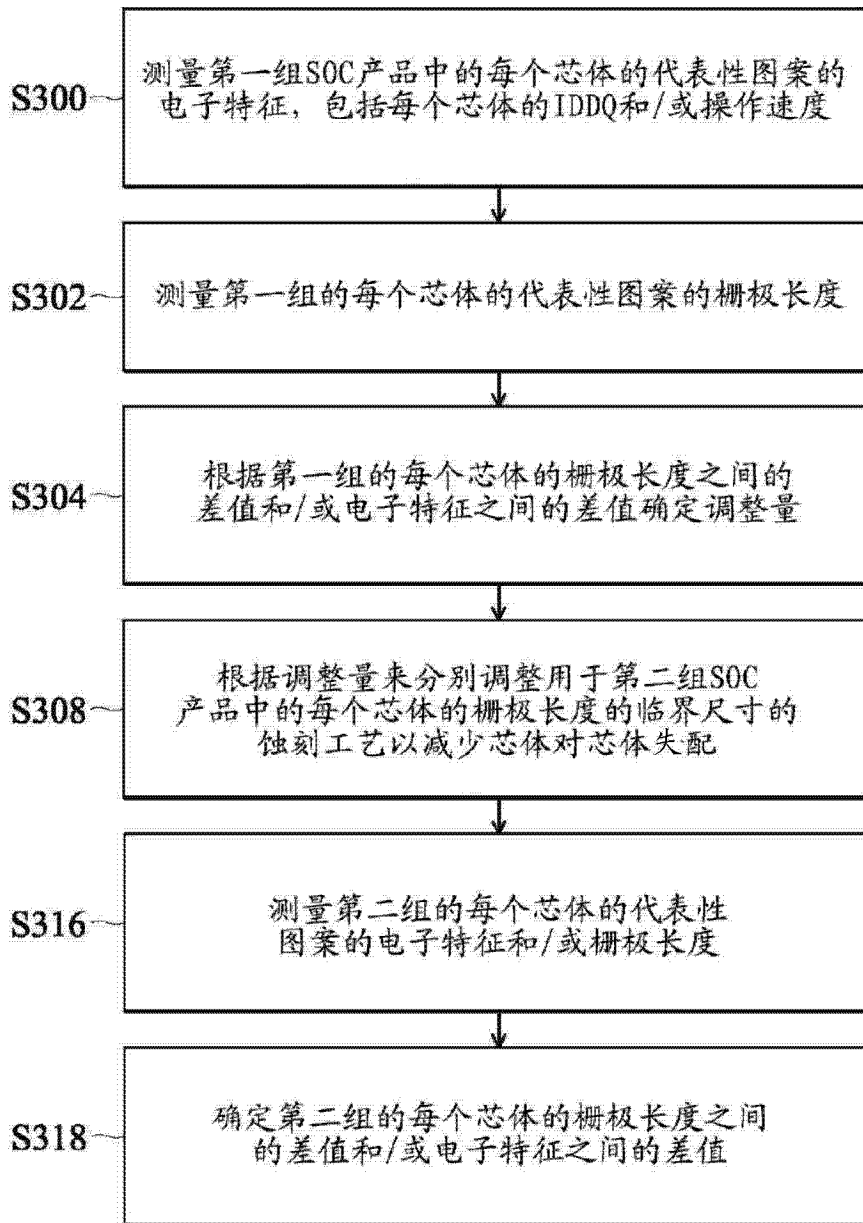 S300
测量第一组SOC产品中的每个芯体的代表性图案的
电子特征，包括每个芯体的IDDQ和/或操作速度
S302
测量第一组的每个芯体的代表性图案的栅极长度
S304
根据第一组的每个芯体的栅极长度之间的
差值和/或电子特征之间的差值确定调整量
S308
根据调整量来分别调整用于第二组SOC
产品中的每个芯体的栅极长度的临界尺寸的
蚀刻工艺以减少芯体对芯体失配
S316
测量第二组的每个芯体的代表性
图案的电子特征和/或栅极长度
S318
确定第二组的每个芯体的栅极长度之间
的差值和/或电子特征之间的差值